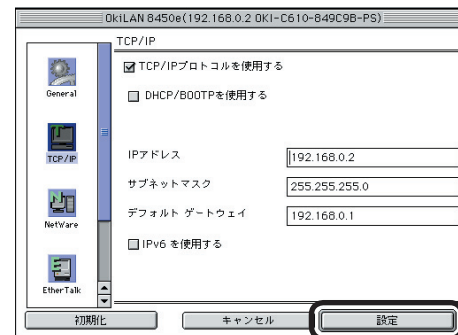 OkiLAN 8450e(192.168.0.2 OKI-C610-849C9B-PS)
TCP/IP
TCP/IPプロトコルを使用する
General
DHCP/BOOTPを使用する
TCP/IP
IPアドレス
192.168.0.2
サブネットマスク
255.255.255.0
デフォルト ゲートウェイ
192.168.0.1
NetWare
IPv6 を使用する
EtherTalk
初期化
キャンセル
設定